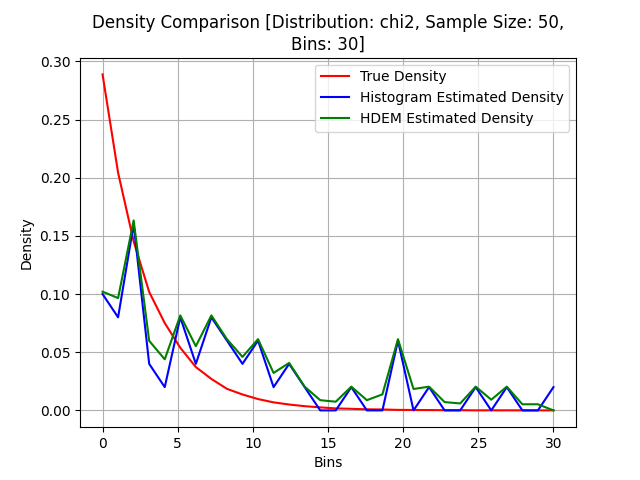 Density Comparison [Distribution: chi2, Sample Size: 50,
Bins: 30]
True Density
Histogram Estimated Density
HDEM Estimated Density
Density
0.30
0.25
0.20
0.15
0.10
0.05
0.00
0 5 10 15 20 25 30
Bins